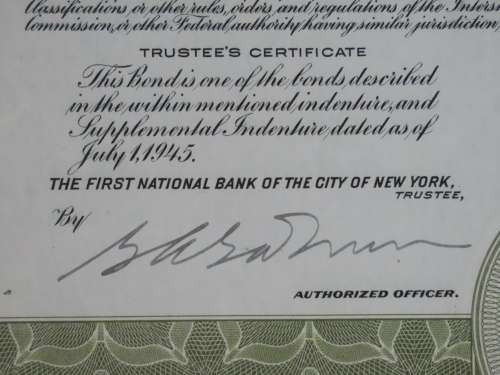 Classifications or other rules, orders, and regulations, of the Inters
Commission, or other Federal authority having similar jurisdiction,
TRUSTEE'S CERTIFICATE
This Bond is one of the bonds described
in the within mentioned indenture, and
Supplemental Indenture dated as of
July 1, 1945.
THE FIRST NATIONAL BANK OF THE CITY OF NEW YORK,
TRUSTEE,
By
AUTHORIZED OFFICER.